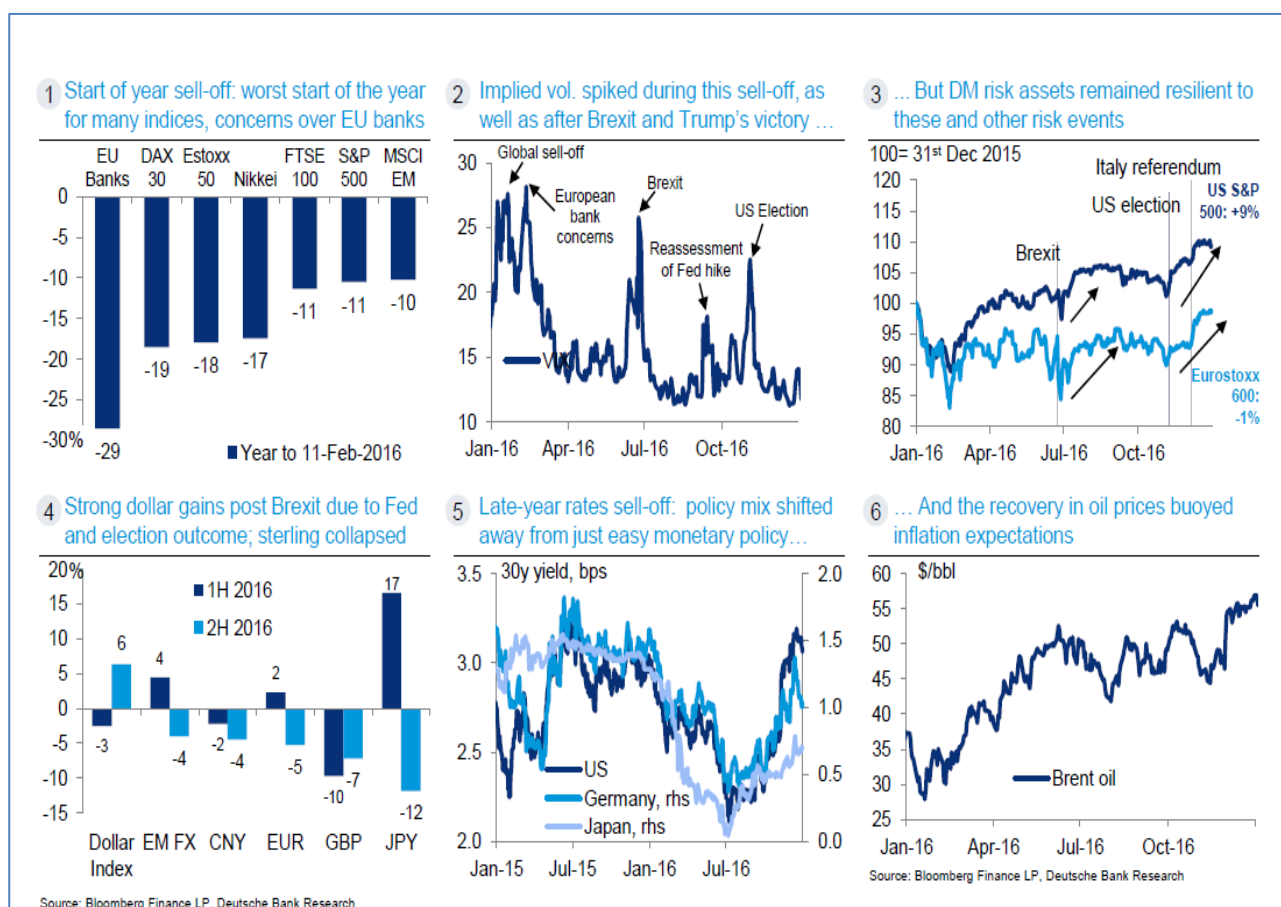 1 Start of year sell-off: worst start of the year
for many indices, concerns over EU banks
EU Banks DAX 30 Estoxx 50 Nikkei FTSE 100 S&P 500 MSCI EM
0
-5
-10
-15
-20
-25
-30%
-29
-19
-18
-17
-11
-11
-10
Year to 11-Feb-2016
2 Implied vol. spiked during this sell-off, as
well as after Brexit and Trump's victory ...
30
25
20
15
10
Global sell-off
European
bank
concerns
Brexit
Reassessment
of Fed hike
US Election
VIX
Jan-16 Apr-16 Jul-16 Oct-16
3 ... But DM risk assets remained resilient to
these and other risk events
100= 31st Dec 2015
120
115
110
105
100
95
90
85
80
Italy referendum
US election
Brexit
US S&P
500: +9%
Eurostoxx
600:
-1%
Jan-16 Apr-16 Jul-16 Oct-16
4 Strong dollar gains post Brexit due to Fed
and election outcome; sterling collapsed
20%
15
10
5
0
-5
-10
-15
1H 2016
2H 2016
-3
6
4
-4
-2
-4
2
-5
-10
-7
17
-12
Dollar Index EM FX CNY EUR GBP JPY
Source: Bloomberg Finance LP, Deutsche Bank Research
5 Late-year rates sell-off: policy mix shifted
away from just easy monetary policy...
30y yield, bps
3.5
3.0
2.5
2.0
2.0
1.5
1.0
0.5
0.0
US
Germany, rhs
Japan, rhs
Jan-15 Jul-15 Jan-16 Jul-16
6 ... And the recovery in oil prices buoyed
inflation expectations
$/bbl
60
55
50
45
40
35
30
25
Brent oil
Jan-16 Apr-16 Jul-16 Oct-16
Source: Bloomberg Finance LP, Deutsche Bank Research